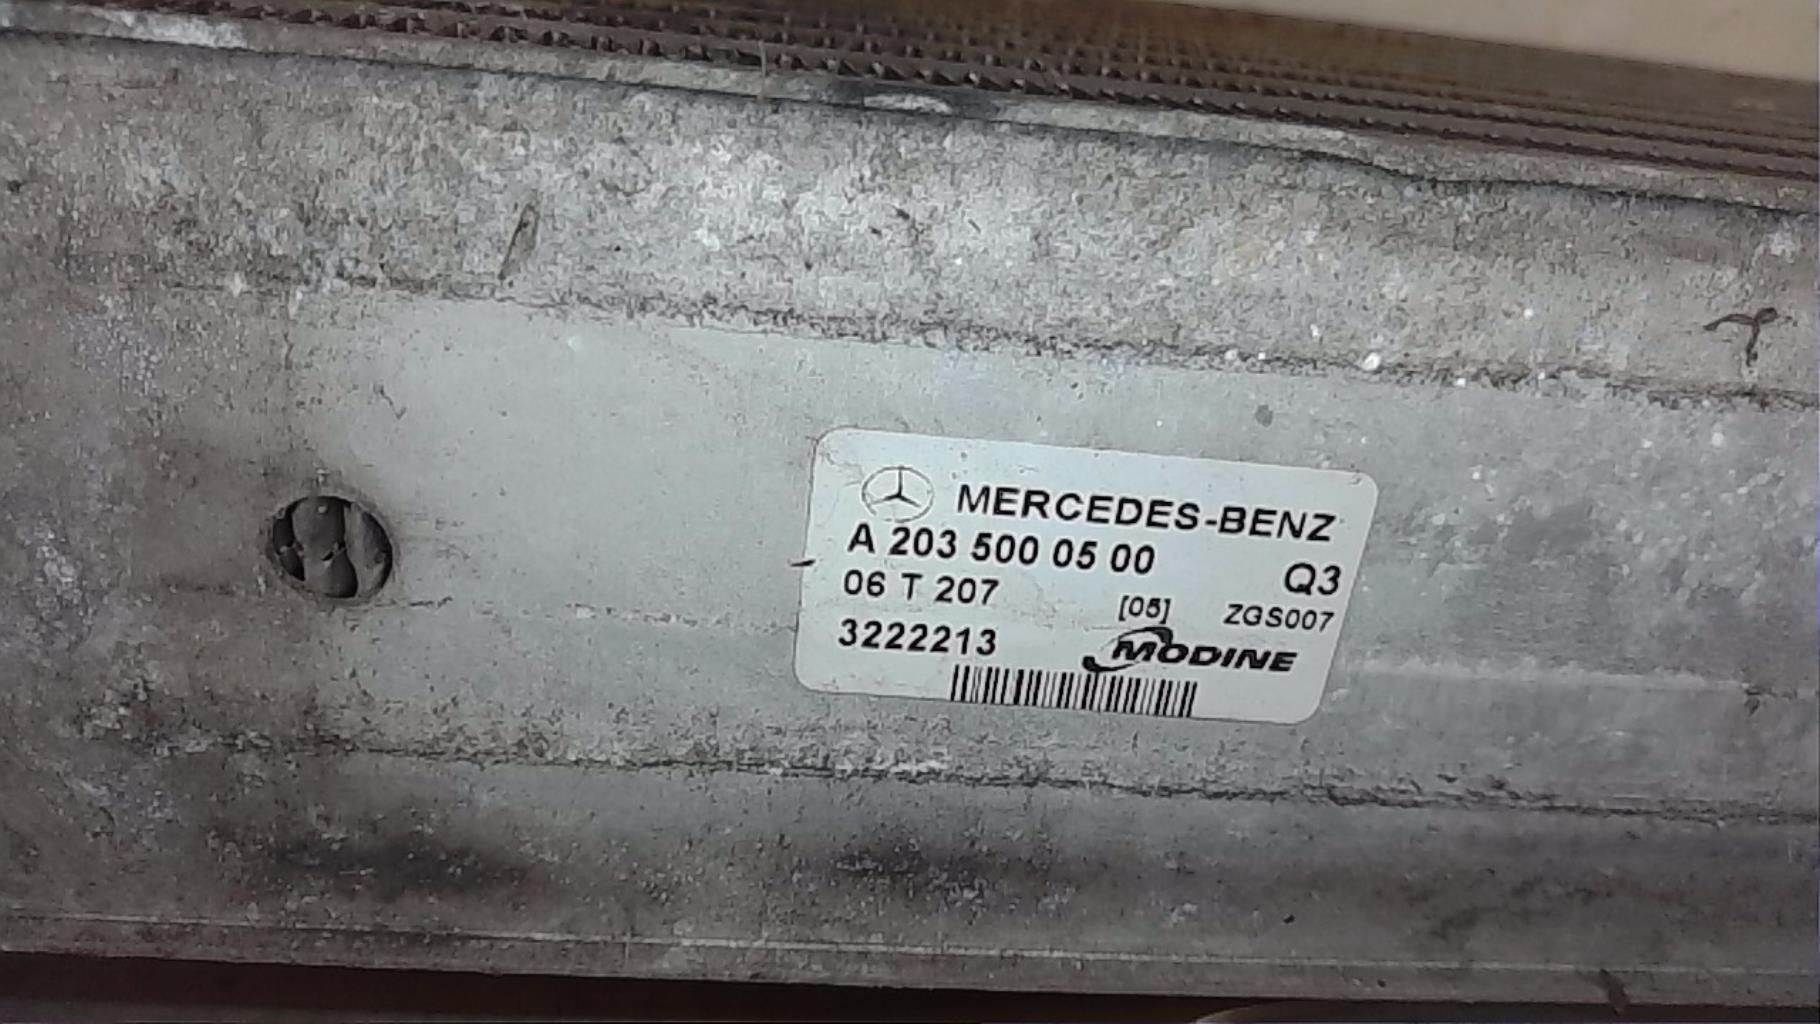 MERCEDES-BENZ
A 203 500 05 00 Q3
06 T 207 [05] ZGS007
3222213 MODINE